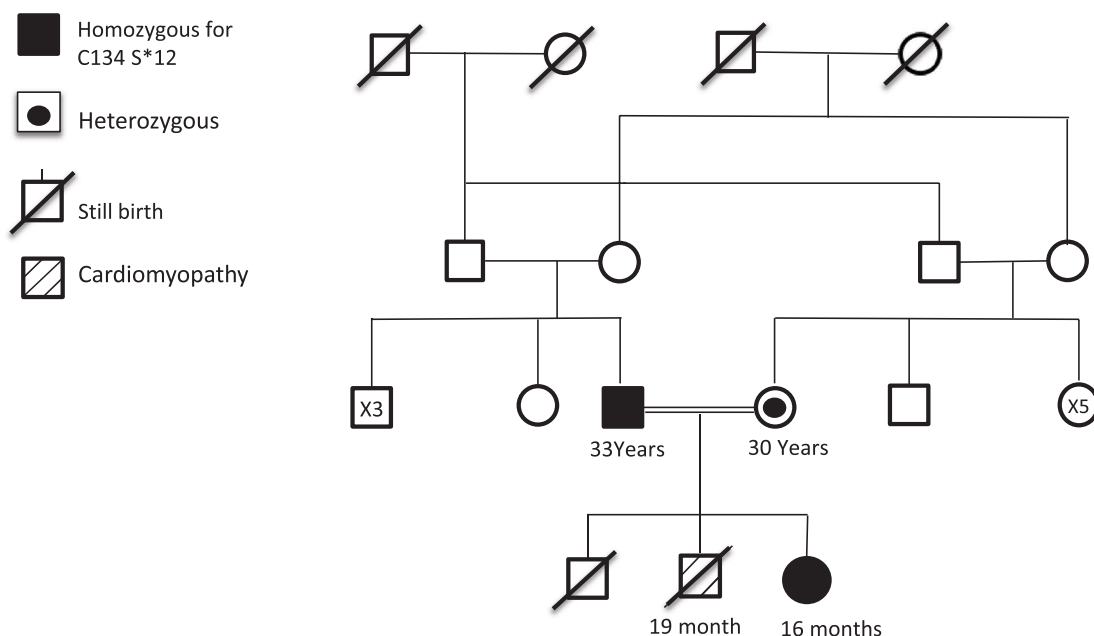 Homozygous for
C134 S*12
Heterozygous
Still birth
Cardiomyopathy
X3
X5
33Years
30 Years
19 month
16 months